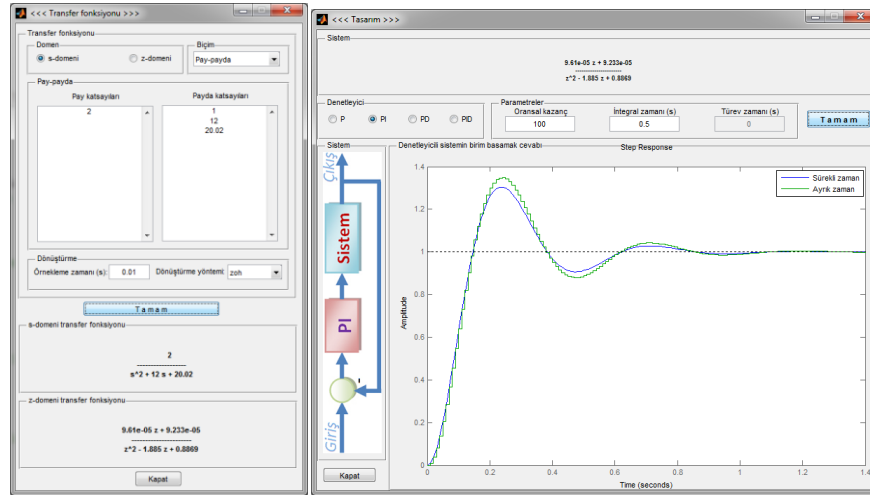 <<< Transfer fonksiyonu >>>
Transfer fonksiyonu
Domen
s-domeni
z-domeni
Biçim
Pay-payda
Pay-payda
Pay katsayıları
Payda katsayıları
2
1
12
20.02
Dönüştürme
Örnekleme zamanı (s):
0.01
Dönüştürme yöntemi:
zoh
Tamam
s-domeni transfer fonksiyonu
2
----------------------
s^2 + 12 s + 20.02
z-domeni transfer fonksiyonu
9.61e-05 z + 9.233e-05
------------------------
z^2 - 1.885 z + 0.8869
Kapat
<<< Tasarım >>>
Sistem
9.61e-05 z + 9.233e-05
------------------------
z^2 - 1.885 z + 0.8869
Denetleyici
P
PI
PD
PID
Parametreler
Oransal kazanç
İntegral zamanı (s)
Türev zamanı (s)
100
0.5
0
Tamam
Sistem
Çıkış
Sistem
PI
Giriş
Kapat
Denetleyicili sistemin birim basamak cevabı
Step Response
Sürekli zaman
Ayrık zaman
Amplitude
1.4
1.2
1
0.8
0.6
0.4
0.2
0
0 0.2 0.4 0.6 0.8 1 1.2 1.4
Time (seconds)